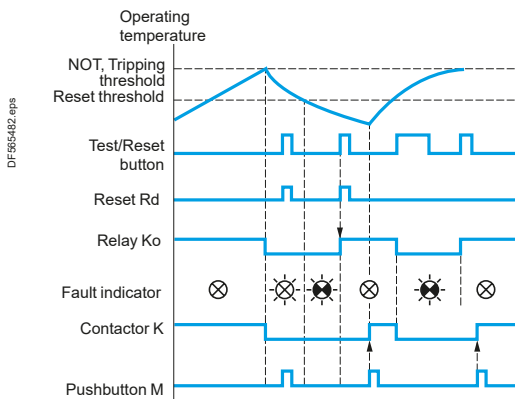 Operating
temperature
NOT, Tripping
threshold
Reset threshold
DF565482.eps
Test/Reset
button
Reset Rd
Relay Ko
Fault indicator
Contactor K
Pushbutton M